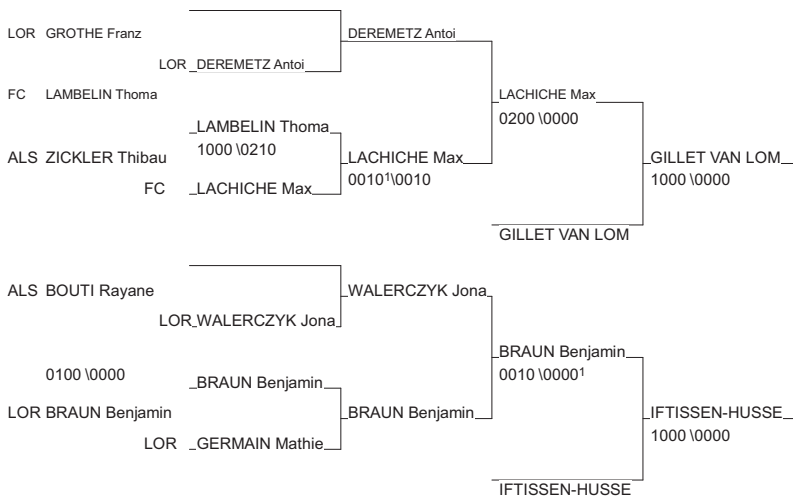 LOR GROTHE Franz
DEREMETZ Antoi
LOR DEREMETZ Antoi
FC LAMBELIN Thoma
LACHICHE Max
0200 \0000
LAMBELIN Thoma
1000 \0210
ALS ZICKLER Thibau
LACHICHE Max
0010¹\0010
GILLET VAN LOM
1000 \0000
FC LACHICHE Max
GILLET VAN LOM
ALS BOUTI Rayane
WALERCZYK Jona
LOR WALERCZYK Jona
BRAUN Benjamin
0010 \0000¹
0100 \0000
BRAUN Benjamin
LOR BRAUN Benjamin
BRAUN Benjamin
IFTISSEN-HUSSE
1000 \0000
LOR GERMAIN Mathie
IFTISSEN-HUSSE